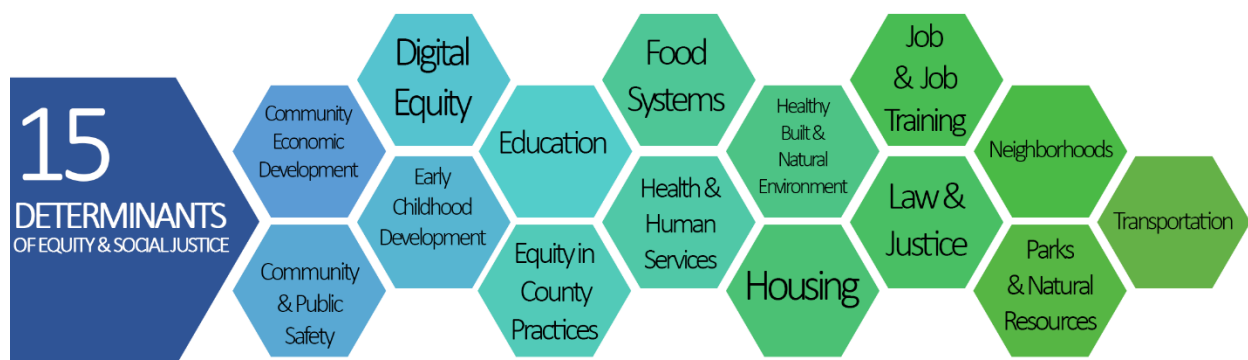 15
DETERMINANTS
OF EQUITY & SOCIAL JUSTICE
Community
Economic
Development
Community
& Public
Safety
Digital
Equity
Early
Childhood
Development
Education
Equity in
County
Practices
Food
Systems
Health &
Human
Services
Healthy
Built &
Natural
Environment
Housing
Job
& Job
Training
Law &
Justice
Neighborhoods
Parks
& Natural
Resources
Transportation